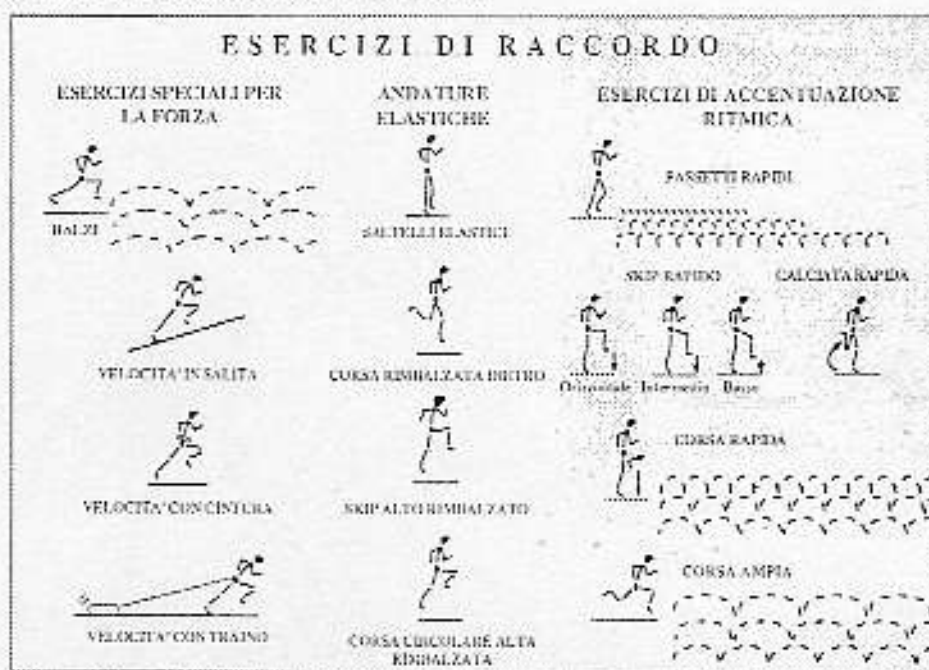 ESERCIZI DI RACCORDO
ESERCIZI SPECIALI PER
LA FORZA
BALZI
VELOCITA' IN SALITA
VELOCITA' CON CINTURA
VELOCITA' CON TRAINO
ANDATURE
ELASTICHE
SALTELLI ELASTICI
CORSA RIMBALZATA DIETRO
SKIP ALTO RIMBALZATO
CORSA CIRCOLARE ALTA
RIMBALZATA
ESERCIZI DI ACCENTUAZIONE
RITMICA
PASSETTI RAPIDI
SKIP RAPIDO
CALCIATA RAPIDA
Orizzontale Intermedio Basso
CORSA RAPIDA
CORSA AMPIA